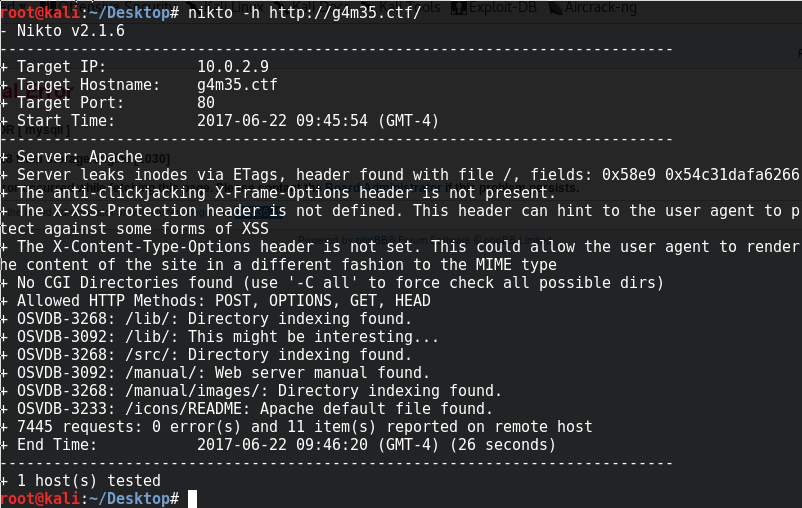 root@kali:~/Desktop# nikto -h http://g4m35.ctf/
- Nikto v2.1.6
---------------------------------------------------------------------------
+ Target IP:          10.0.2.9
+ Target Hostname:    g4m35.ctf
+ Target Port:        80
+ Start Time:         2017-06-22 09:45:54 (GMT-4)
---------------------------------------------------------------------------
+ Server: Apache
+ Server leaks inodes via ETags, header found with file /, fields: 0x58e9 0x54c31dafa6266
+ The anti-clickjacking X-Frame-Options header is not present.
+ The X-XSS-Protection header is not defined. This header can hint to the user agent to p
tect against some forms of XSS
+ The X-Content-Type-Options header is not set. This could allow the user agent to render
he content of the site in a different fashion to the MIME type
+ No CGI Directories found (use '-C all' to force check all possible dirs)
+ Allowed HTTP Methods: POST, OPTIONS, GET, HEAD
+ OSVDB-3268: /lib/: Directory indexing found.
+ OSVDB-3092: /lib/: This might be interesting...
+ OSVDB-3268: /src/: Directory indexing found.
+ OSVDB-3092: /manual/: Web server manual found.
+ OSVDB-3268: /manual/images/: Directory indexing found.
+ OSVDB-3233: /icons/README: Apache default file found.
+ 7445 requests: 0 error(s) and 11 item(s) reported on remote host
+ End Time:           2017-06-22 09:46:20 (GMT-4) (26 seconds)
---------------------------------------------------------------------------
+ 1 host(s) tested
root@kali:~/Desktop#
Kali Tools
Exploit-DB
Aircrack-ng